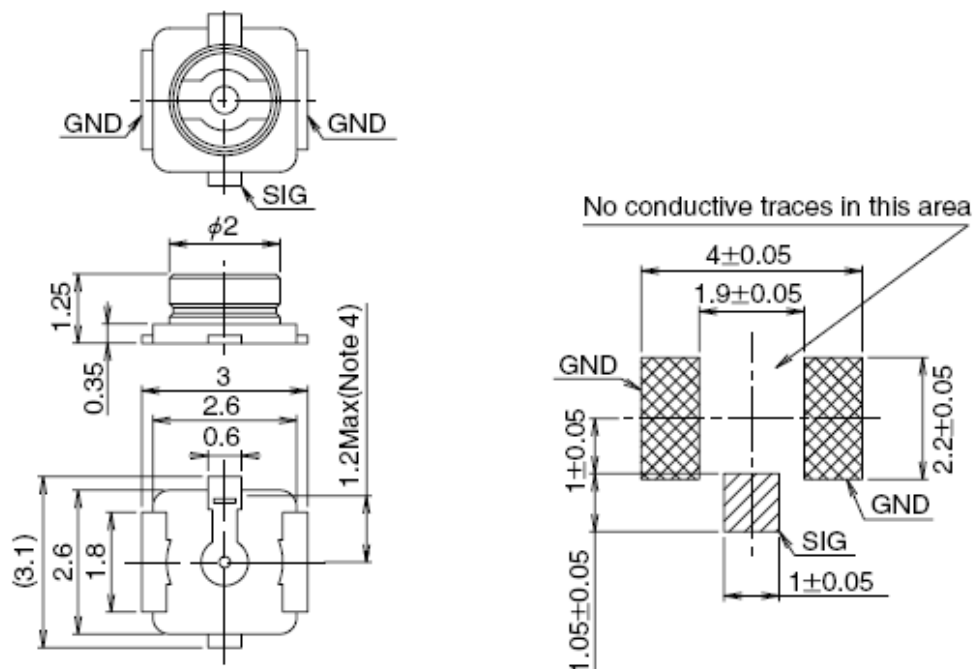 GND
GND
SIG
ϕ2
1.25
0.35
3
2.6
0.6
1.2Max(Note 4)
(3.1)
2.6
1.8
No conductive traces in this area
4±0.05
1.9±0.05
GND
1±0.05
2.2±0.05
GND
SIG
1.05±0.05
1±0.05